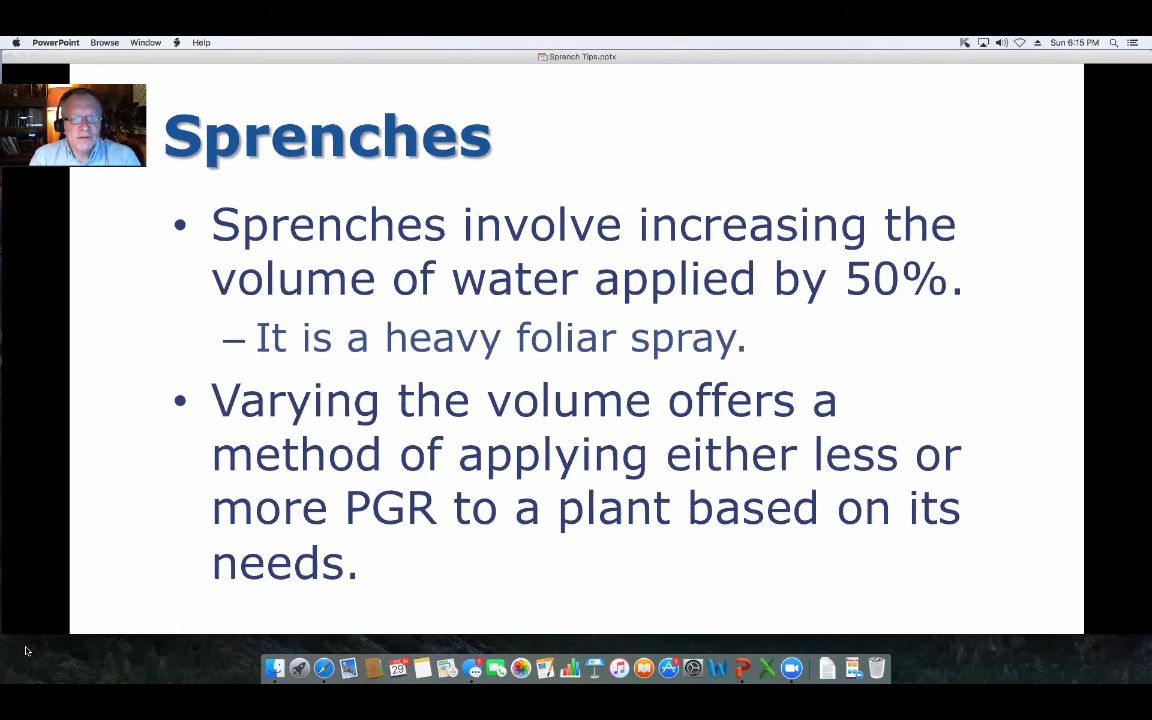 PowerPoint Browse Window Help
Sun 6:15 PM
Sprench Tips.pptx
Sprenches
• Sprenches involve increasing the
volume of water applied by 50%.
– It is a heavy foliar spray.
• Varying the volume offers a
method of applying either less or
more PGR to a plant based on its
needs.
29